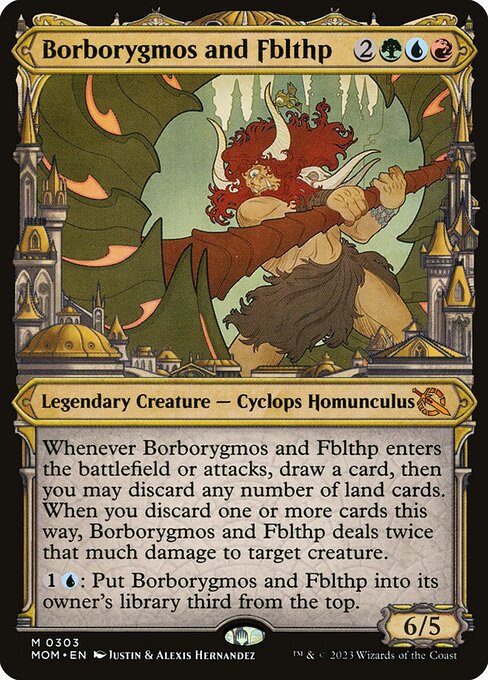 Borborygmos and Fblthp 2
Legendary Creature — Cyclops Homunculus
Whenever Borborygmos and Fblthp enters
the battlefield or attacks, draw a card, then
you may discard any number of land cards.
When you discard one or more cards this
way, Borborygmos and Fblthp deals twice
that much damage to target creature.
1 : Put Borborygmos and Fblthp into its
owner's library third from the top.
6/5
M 0303
MOM • EN Justin & Alexis Hernandez
™ & © 2023 Wizards of the Coast